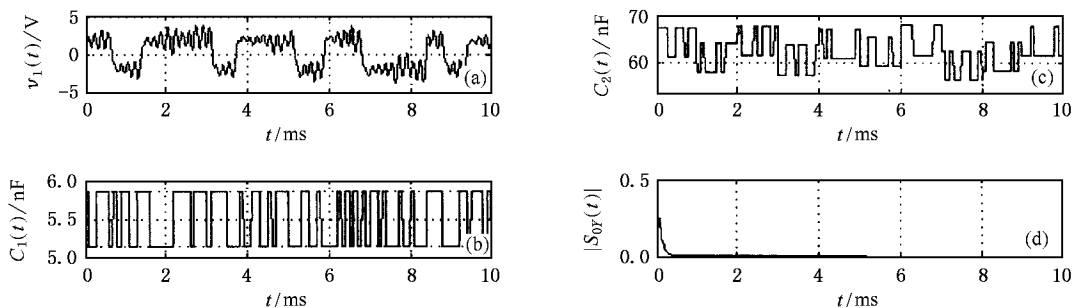 v₁(t)/V
5
0
−5
(a)
0 2 4 6 8 10
t/ms
C₂(t)/nF
70
60
(c)
0 2 4 6 8 10
t/ms
C₁(t)/nF
6.0
5.5
5.0
(b)
0 2 4 6 8 10
t/ms
|S₀Y(t)|
0.5
0.0
(d)
0 2 4 6 8 10
t/ms